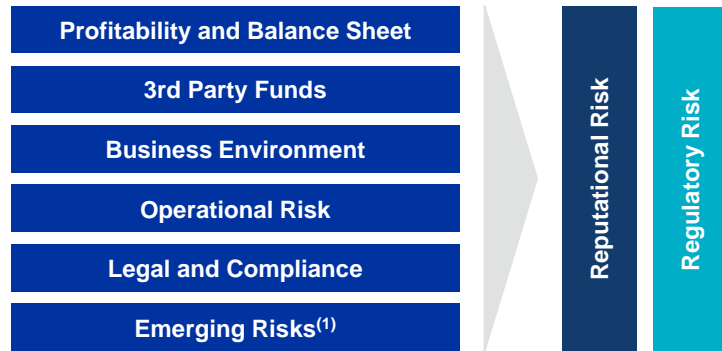 Profitability and Balance Sheet
3rd Party Funds
Business Environment
Operational Risk
Legal and Compliance
Emerging Risks(1)
Reputational Risk
Regulatory Risk